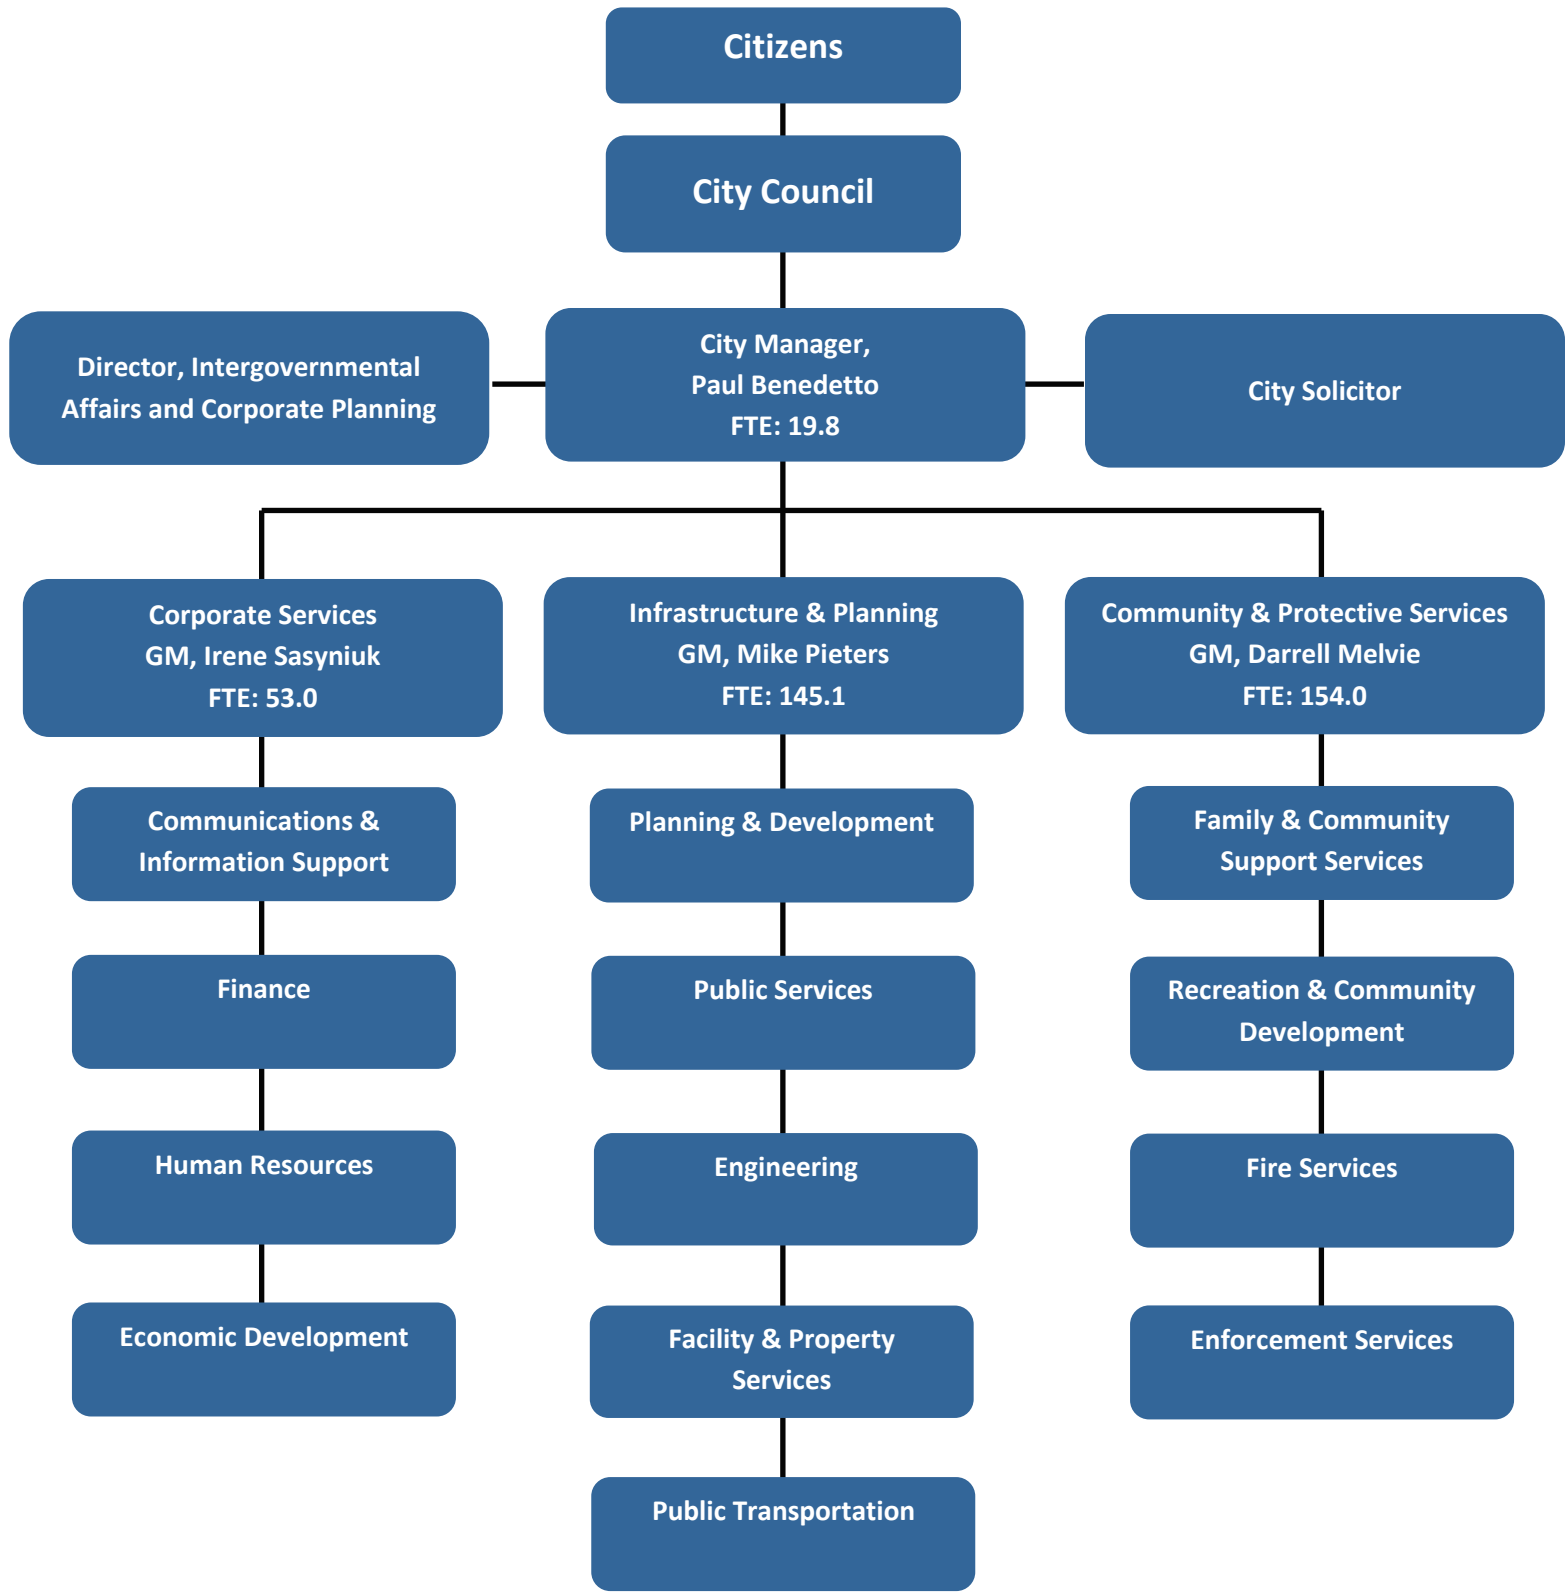 Citizens
City Council
Director, Intergovernmental
Affairs and Corporate Planning
City Manager,
Paul Benedetto
FTE: 19.8
City Solicitor
Corporate Services
GM, Irene Sasyniuk
FTE: 53.0
Infrastructure & Planning
GM, Mike Pieters
FTE: 145.1
Community & Protective Services
GM, Darrell Melvie
FTE: 154.0
Communications &
Information Support
Finance
Human Resources
Economic Development
Planning & Development
Public Services
Engineering
Facility & Property
Services
Public Transportation
Family & Community
Support Services
Recreation & Community
Development
Fire Services
Enforcement Services